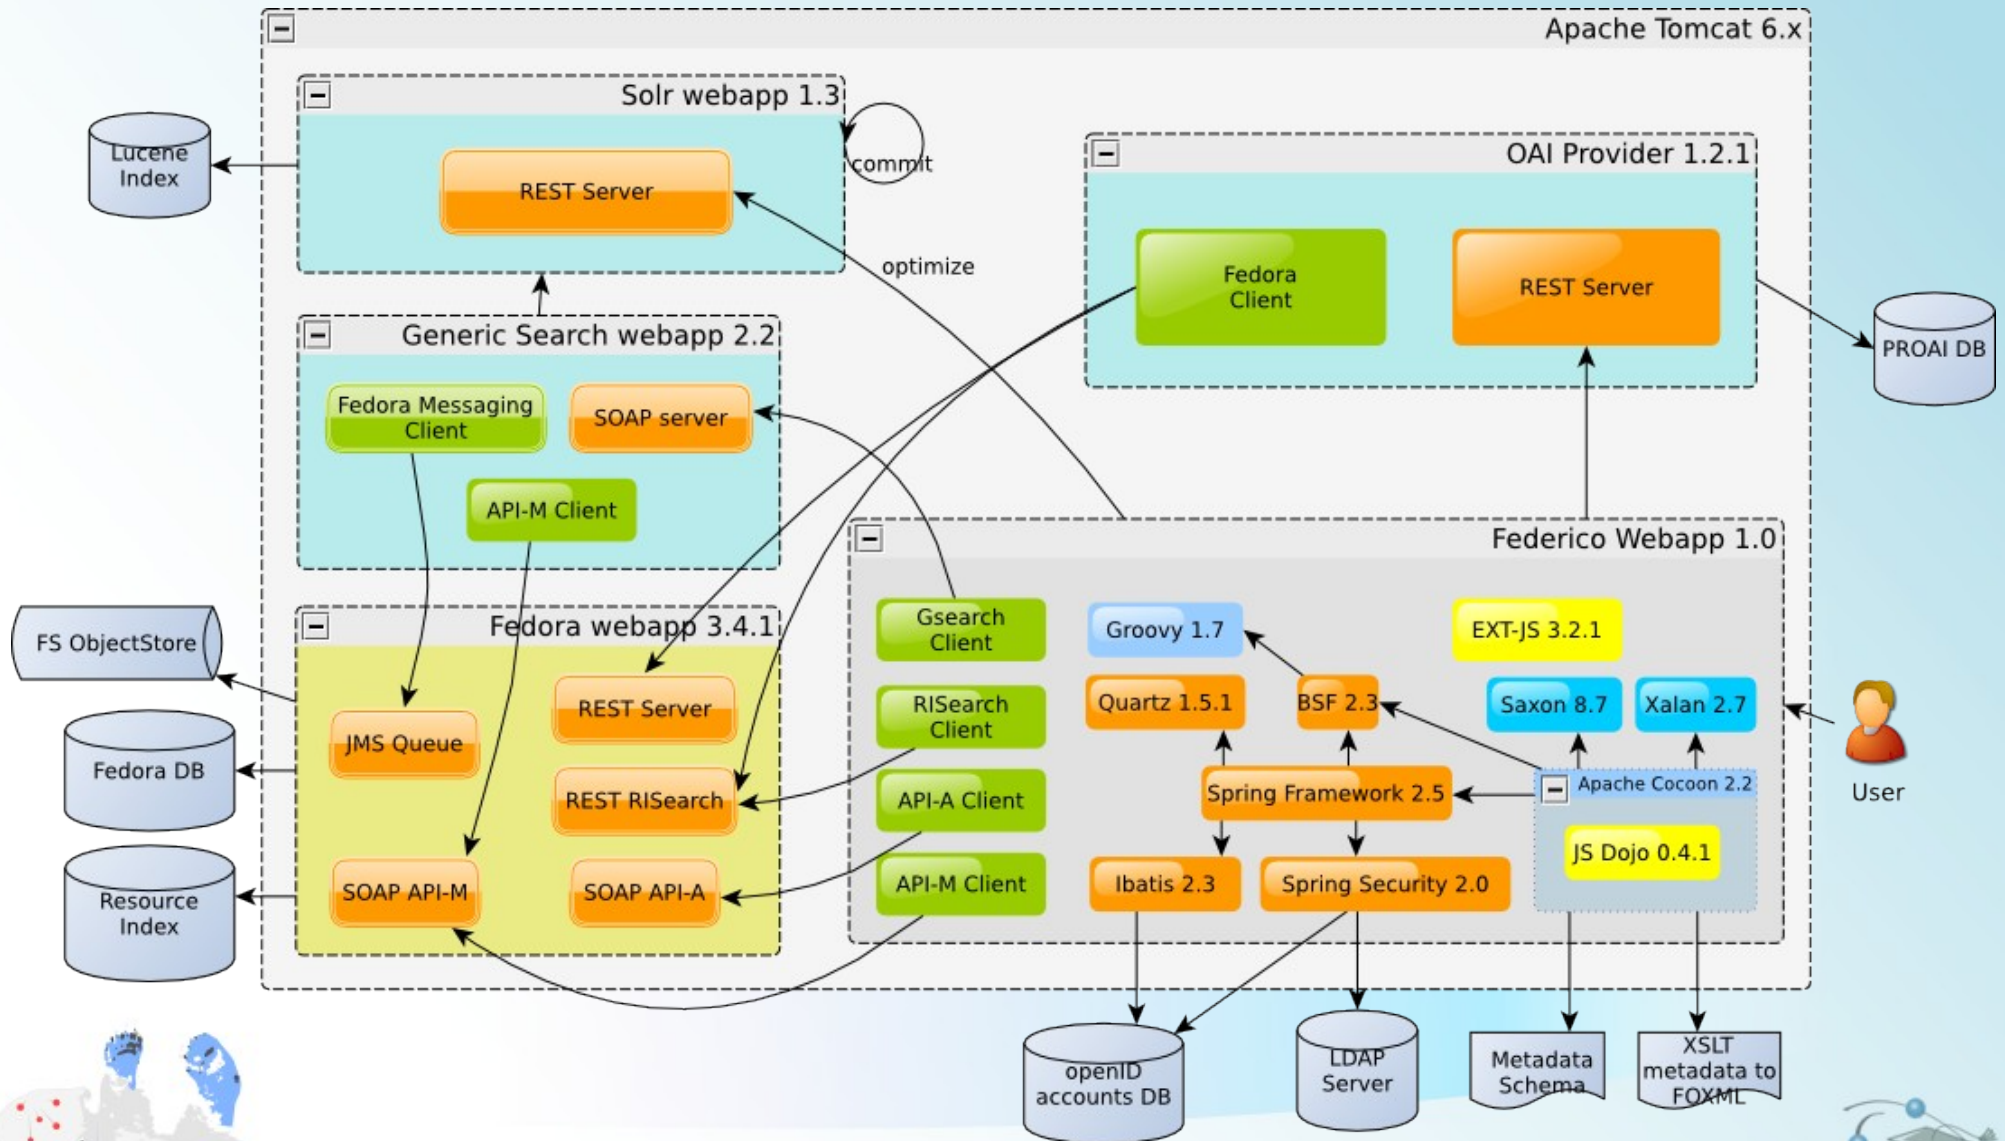 Apache Tomcat 6.x
Solr webapp 1.3
REST Server
commit
Lucene
Index
optimize
OAI Provider 1.2.1
Fedora
Client
REST Server
PROAI DB
Generic Search webapp 2.2
Fedora Messaging
Client
SOAP server
API-M Client
Fedora webapp 3.4.1
REST Server
JMS Queue
REST RISearch
SOAP API-M
SOAP API-A
FS ObjectStore
Fedora DB
Resource
Index
Federico Webapp 1.0
Gsearch
Client
RISearch
Client
API-A Client
API-M Client
Groovy 1.7
EXT-JS 3.2.1
Quartz 1.5.1
BSF 2.3
Saxon 8.7
Xalan 2.7
Spring Framework 2.5
Apache Cocoon 2.2
JS Dojo 0.4.1
Ibatis 2.3
Spring Security 2.0
User
openID
accounts DB
LDAP
Server
Metadata
Schema
XSLT
metadata to
FOXML